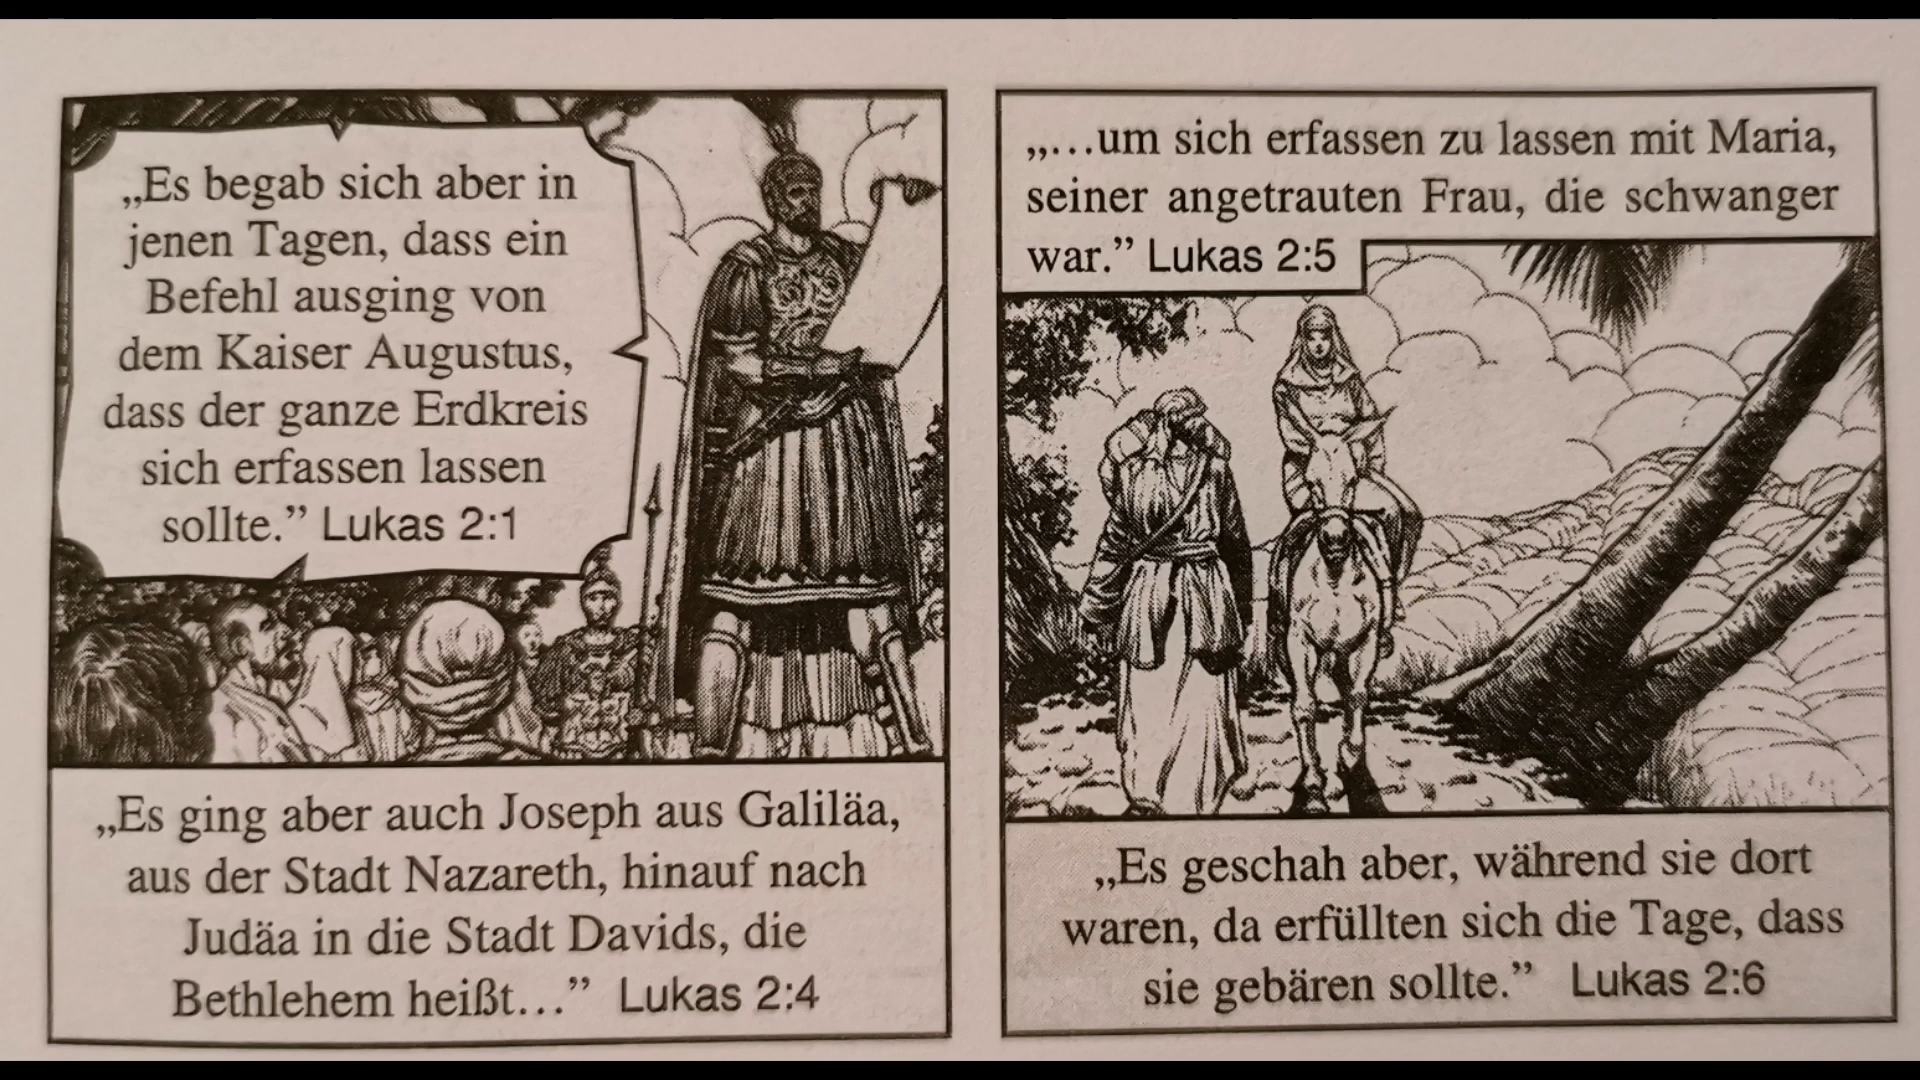 „Es begab sich aber in
jenen Tagen, dass ein
Befehl ausging von
dem Kaiser Augustus,
dass der ganze Erdkreis
sich erfassen lassen
sollte.” Lukas 2:1
„Es ging aber auch Joseph aus Galiläa,
aus der Stadt Nazareth, hinauf nach
Judäa in die Stadt Davids, die
Bethlehem heißt...” Lukas 2:4
„...um sich erfassen zu lassen mit Maria,
seiner angetrauten Frau, die schwanger
war.” Lukas 2:5
„Es geschah aber, während sie dort
waren, da erfüllten sich die Tage, dass
sie gebären sollte.” Lukas 2:6